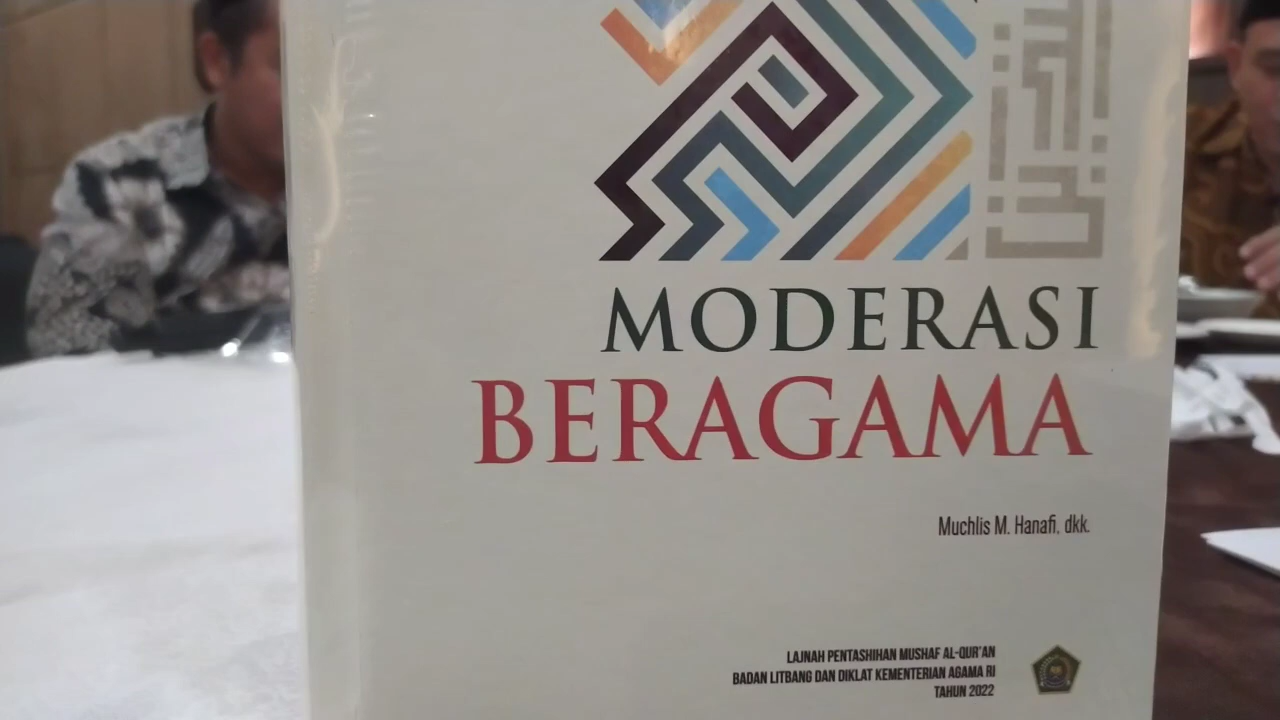 MODERASI
BERAGAMA
Muchlis M. Hanafi, dkk.
LAJNAH PENTASHIHAN MUSHAF AL-QUR'AN
BADAN LITBANG DAN DIKLAT KEMENTERIAN AGAMA RI
TAHUN 2022